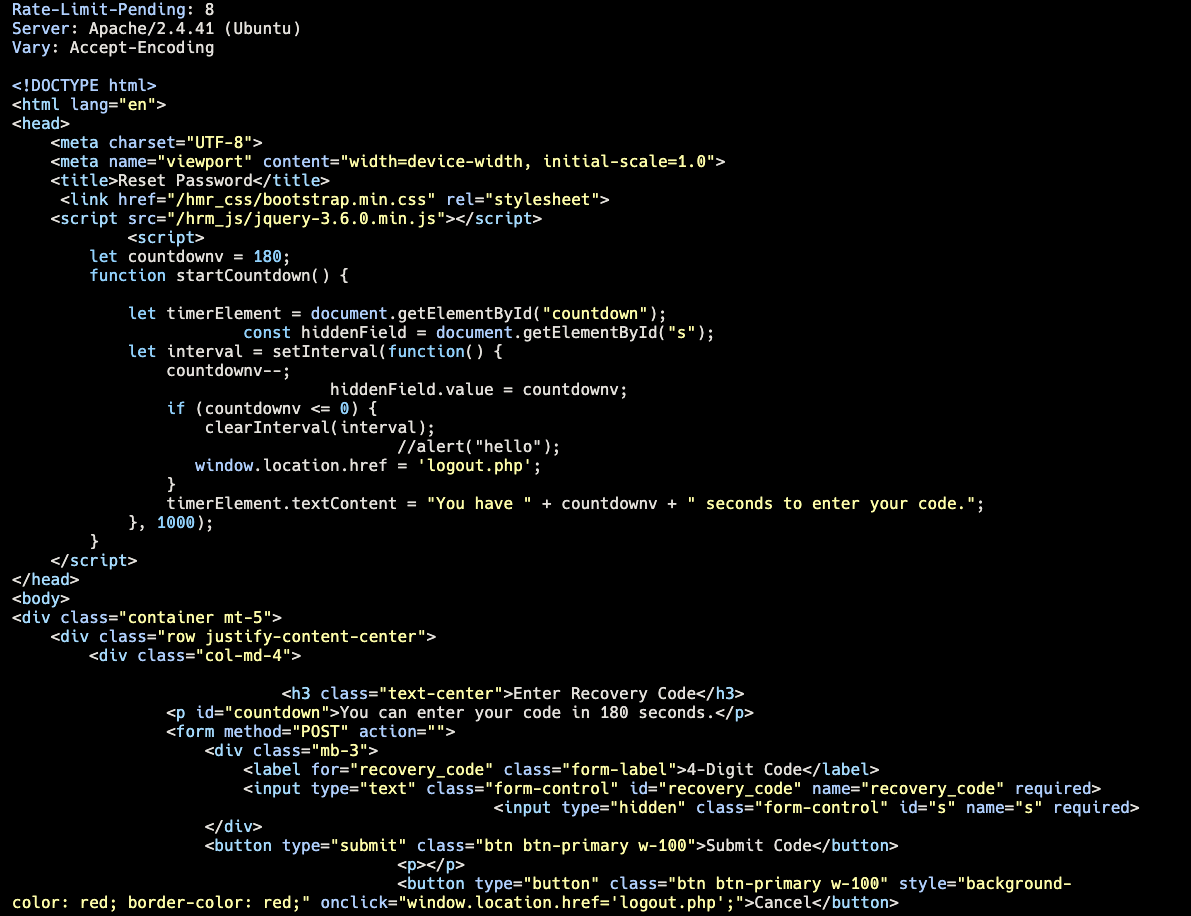 Rate-Limit-Pending: 8
Server: Apache/2.4.41 (Ubuntu)
Vary: Accept-Encoding

<!DOCTYPE html>
<html lang="en">
<head>
    <meta charset="UTF-8">
    <meta name="viewport" content="width=device-width, initial-scale=1.0">
    <title>Reset Password</title>
     <link href="/hmr_css/bootstrap.min.css" rel="stylesheet">
    <script src="/hrm_js/jquery-3.6.0.min.js"></script>
            <script>
        let countdownv = 180;
        function startCountdown() {

            let timerElement = document.getElementById("countdown");
                        const hiddenField = document.getElementById("s");
            let interval = setInterval(function() {
                countdownv--;
                                 hiddenField.value = countdownv;
                if (countdownv <= 0) {
                    clearInterval(interval);
                                        //alert("hello");
                   window.location.href = 'logout.php';
                }
                timerElement.textContent = "You have " + countdownv + " seconds to enter your code.";
            }, 1000);
        }
    </script>
</head>
<body>
<div class="container mt-5">
    <div class="row justify-content-center">
        <div class="col-md-4">

                            <h3 class="text-center">Enter Recovery Code</h3>
                <p id="countdown">You can enter your code in 180 seconds.</p>
                <form method="POST" action="">
                    <div class="mb-3">
                        <label for="recovery_code" class="form-label">4-Digit Code</label>
                        <input type="text" class="form-control" id="recovery_code" name="recovery_code" required>
                                                  <input type="hidden" class="form-control" id="s" name="s" required>
                    </div>
                    <button type="submit" class="btn btn-primary w-100">Submit Code</button>
                                        <p></p>
                                        <button type="button" class="btn btn-primary w-100" style="background-
color: red; border-color: red;" onclick="window.location.href='logout.php';">Cancel</button>